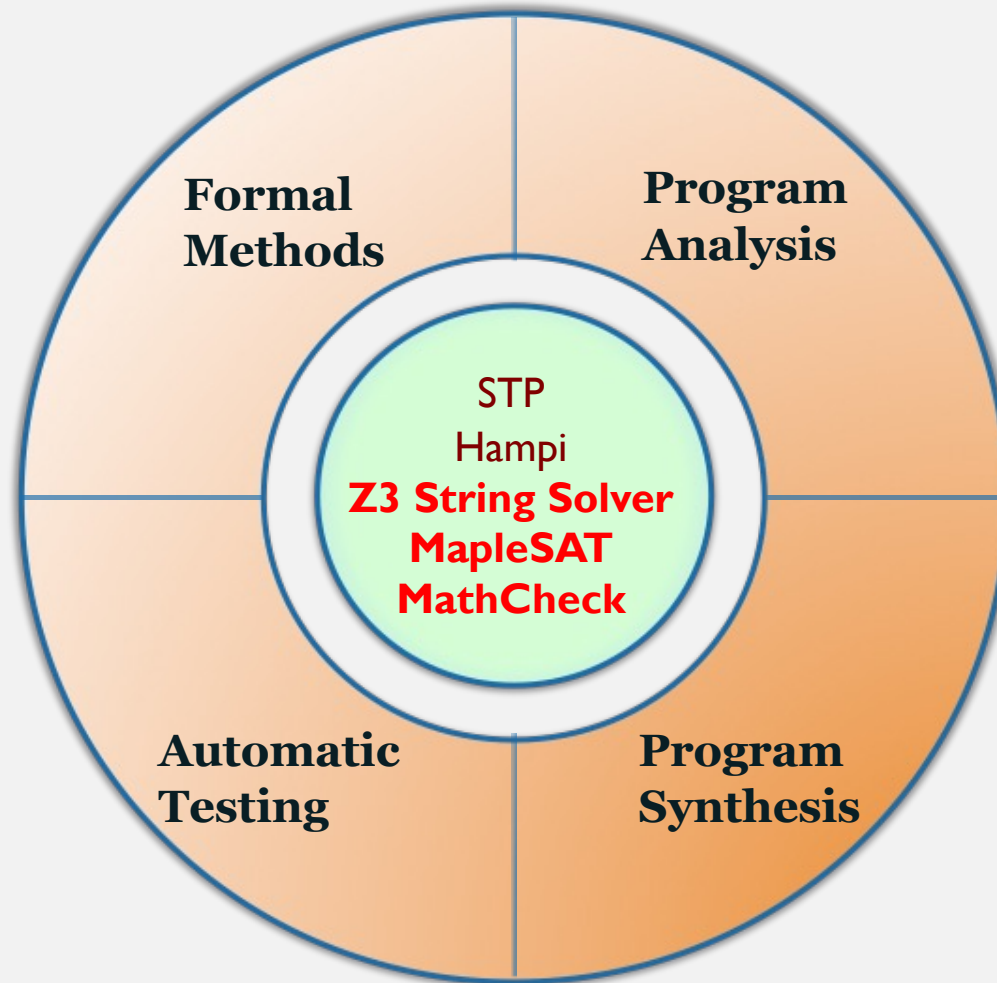 Formal
Methods
Program
Analysis
STP
Hampi
Z3 String Solver
MapleSAT
MathCheck
Automatic
Testing
Program
Synthesis